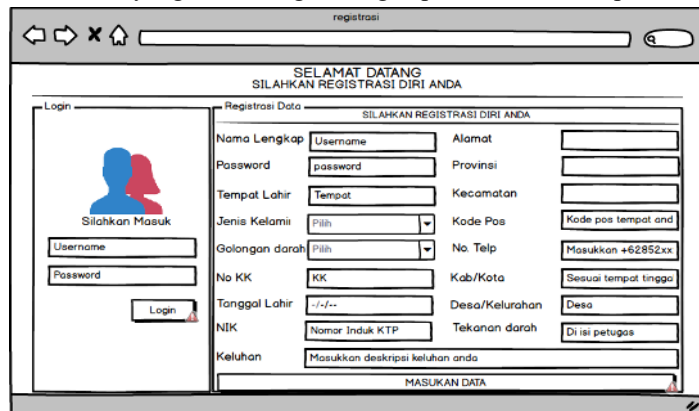 registrasi
SELAMAT DATANG
SILAHKAN REGISTRASI DIRI ANDA
Login
Silahkan Masuk
Username
Password
Login
Registrasi Data
SILAHKAN REGISTRASI DIRI ANDA
Nama Lengkap Username Alamat
Password password Provinsi
Tempat Lahir Tempat Kecamatan
Jenis Kelami Pilih Kode Pos Kode pos tempat and
Golongan darah Pilih No. Telp Masukkan +62852xx
No KK KK Kab/Kota Sesuai tempat tingga
Tanggal Lahir -/-/-- Desa/Kelurahan Desa
NIK Nomor Induk KTP Tekanan darah Di isi petugas
Keluhan Masukkan deskripsi keluhan anda
MASUKAN DATA